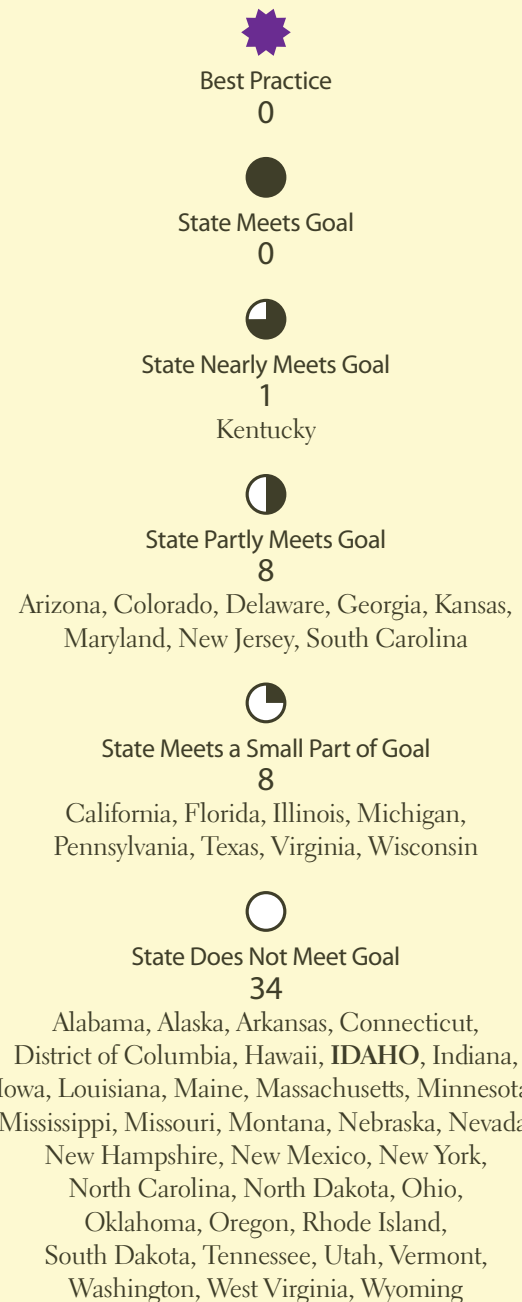 Best Practice
0
State Meets Goal
0
State Nearly Meets Goal
1
Kentucky
State Partly Meets Goal
8
Arizona, Colorado, Delaware, Georgia, Kansas,
Maryland, New Jersey, South Carolina
State Meets a Small Part of Goal
8
California, Florida, Illinois, Michigan,
Pennsylvania, Texas, Virginia, Wisconsin
State Does Not Meet Goal
34
Alabama, Alaska, Arkansas, Connecticut,
District of Columbia, Hawaii, IDAHO, Indiana,
Iowa, Louisiana, Maine, Massachusetts, Minnesota
Mississippi, Missouri, Montana, Nebraska, Nevada
New Hampshire, New Mexico, New York,
North Carolina, North Dakota, Ohio,
Oklahoma, Oregon, Rhode Island,
South Dakota, Tennessee, Utah, Vermont,
Washington, West Virginia, Wyoming